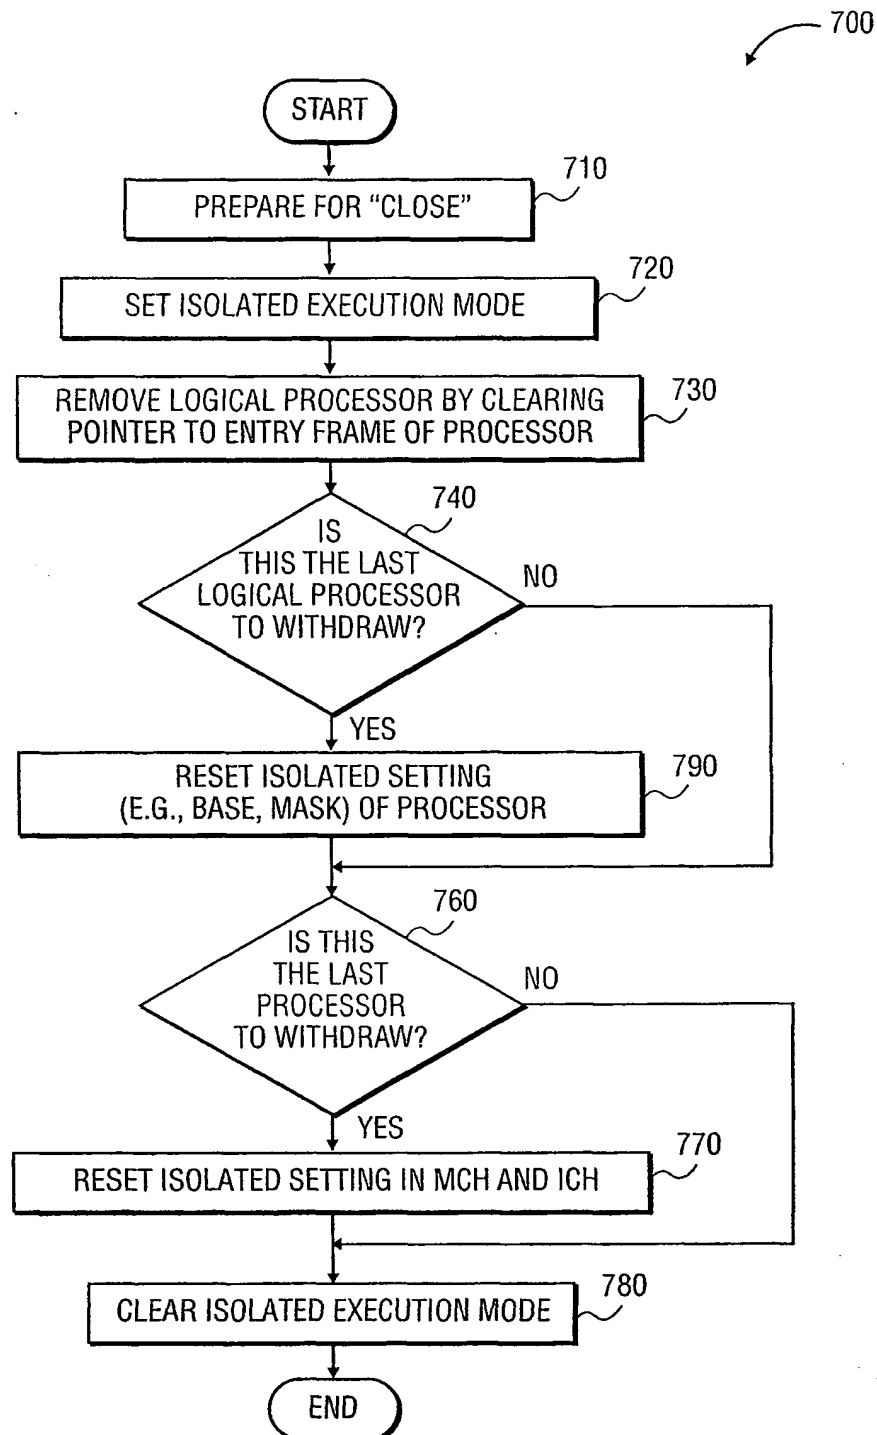 700
START
710
PREPARE FOR “CLOSE”
720
SET ISOLATED EXECUTION MODE
730
REMOVE LOGICAL PROCESSOR BY CLEARING
POINTER TO ENTRY FRAME OF PROCESSOR
740
IS
THIS THE LAST
LOGICAL PROCESSOR
TO WITHDRAW?
NO
YES
790
RESET ISOLATED SETTING
(E.G., BASE, MASK) OF PROCESSOR
760
IS THIS
THE LAST
PROCESSOR
TO WITHDRAW?
NO
YES
770
RESET ISOLATED SETTING IN MCH AND ICH
780
CLEAR ISOLATED EXECUTION MODE
END